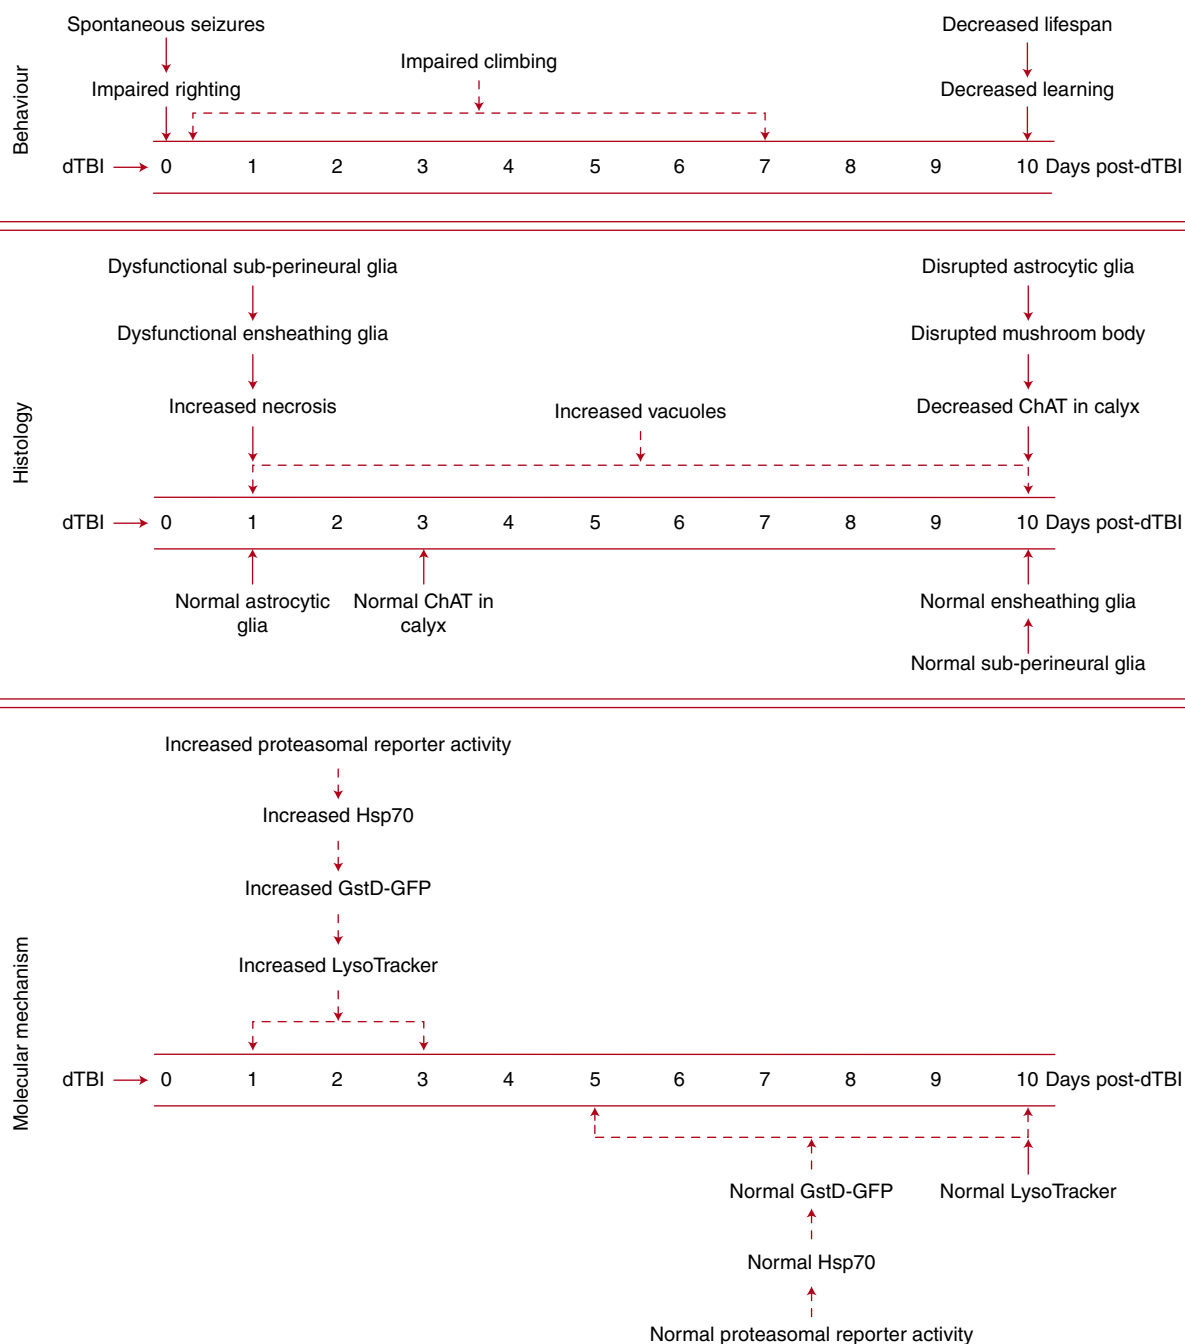 Behaviour
Spontaneous seizures
Decreased lifespan
Impaired climbing
Impaired righting
Decreased learning
dTBI 0 1 2 3 4 5 6 7 8 9 10 Days post-dTBI
Histology
Dysfunctional sub-perineural glia
Disrupted astrocytic glia
Dysfunctional ensheathing glia
Disrupted mushroom body
Increased necrosis
Increased vacuoles
Decreased ChAT in calyx
dTBI 0 1 2 3 4 5 6 7 8 9 10 Days post-dTBI
Normal astrocytic
glia
Normal ChAT in
calyx
Normal ensheathing glia
Normal sub-perineural glia
Molecular mechanism
Increased proteasomal reporter activity
Increased Hsp70
Increased GstD-GFP
Increased LysoTracker
dTBI 0 1 2 3 4 5 6 7 8 9 10 Days post-dTBI
Normal GstD-GFP
Normal LysoTracker
Normal Hsp70
Normal proteasomal reporter activity